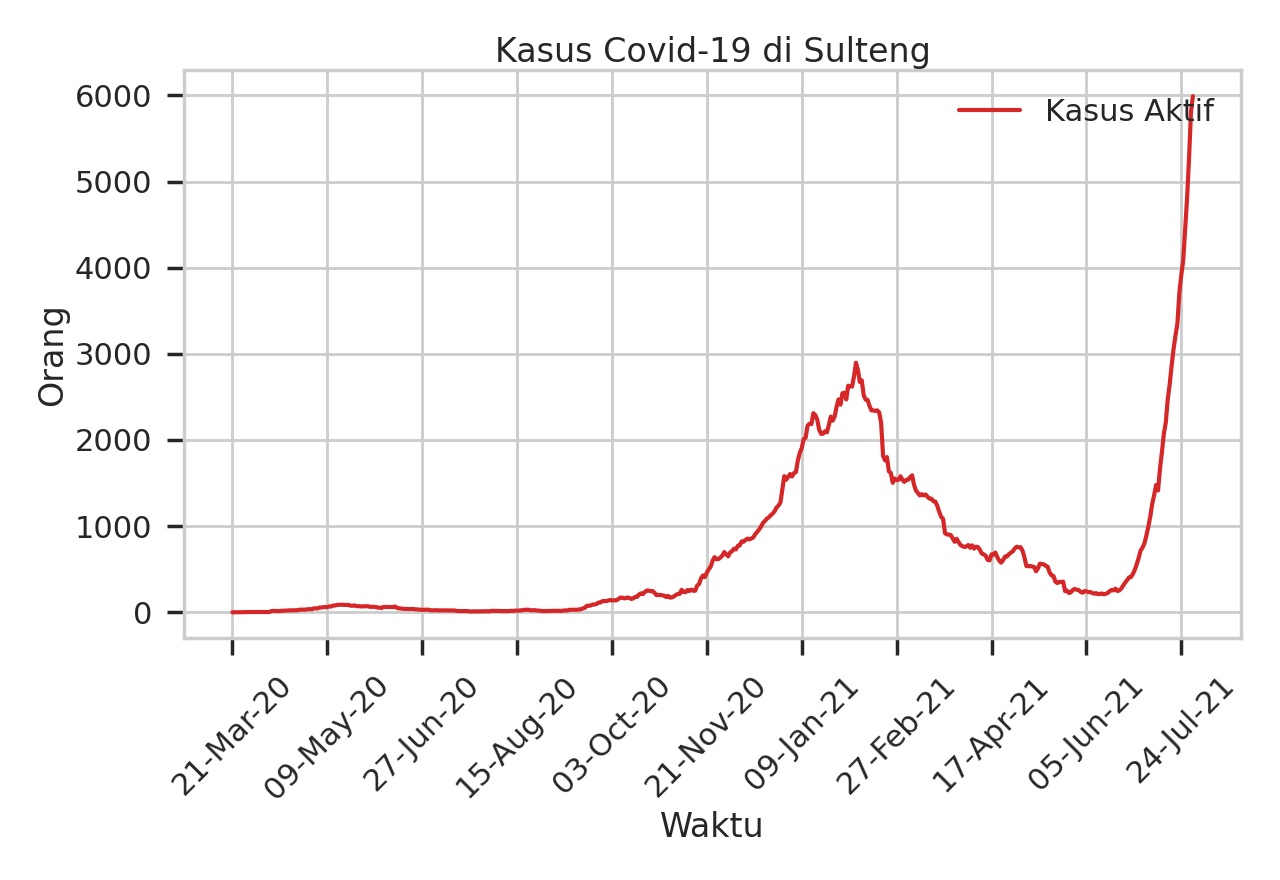 Kasus Covid-19 di Sulteng
Kasus Aktif
6000
5000
4000
3000
2000
1000
0
Orang
21-Mar-20
09-May-20
27-Jun-20
15-Aug-20
03-Oct-20
21-Nov-20
09-Jan-21
27-Feb-21
17-Apr-21
05-Jun-21
24-Jul-21
Waktu